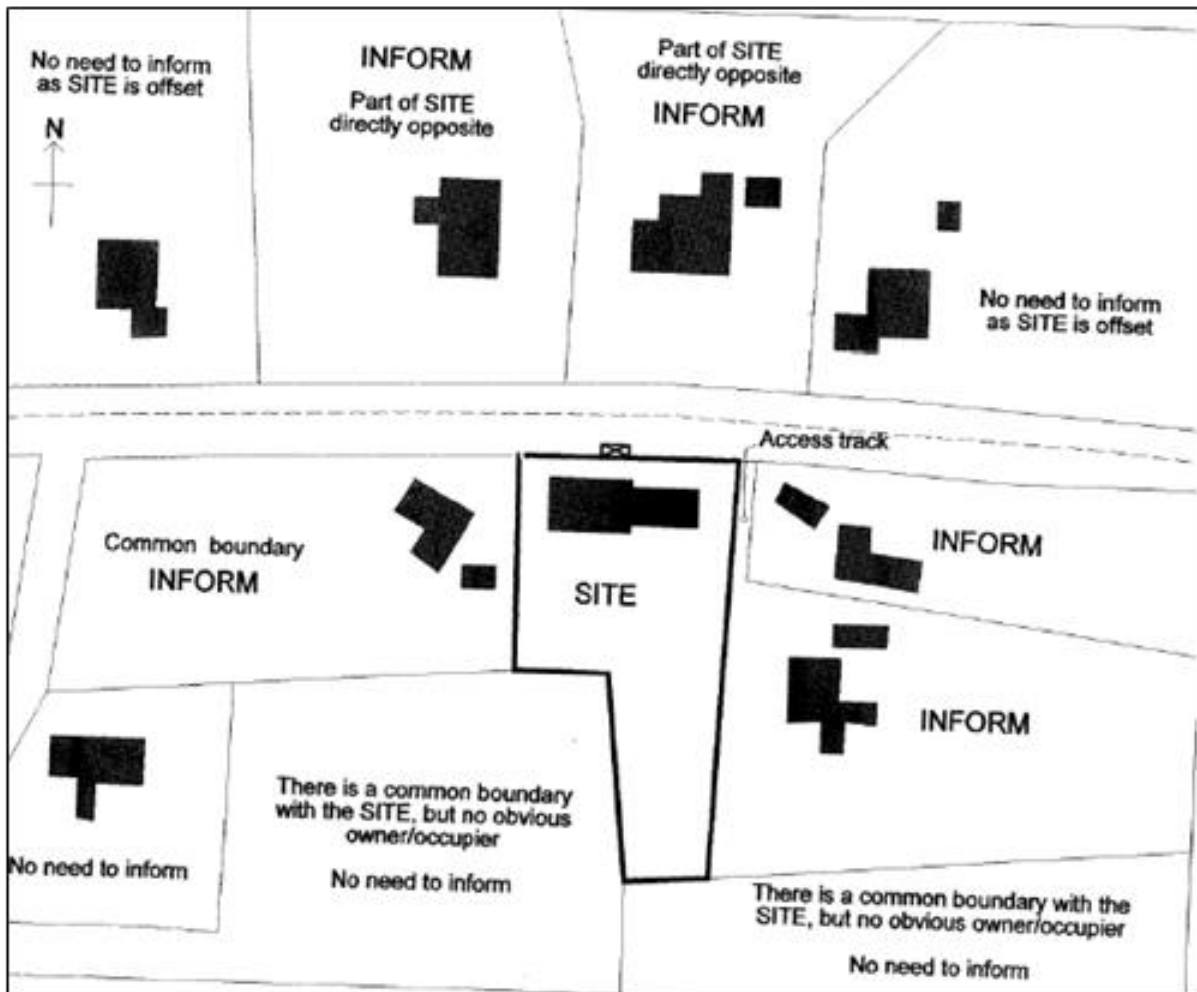 No need to inform
as SITE is offset
N
INFORM
Part of SITE
directly opposite
Part of SITE
directly opposite
INFORM
No need to inform
as SITE is offset
Access track
Common boundary
INFORM
SITE
INFORM
INFORM
No need to inform
There is a common boundary
with the SITE, but no obvious
owner/occupier
No need to inform
There is a common boundary with the
SITE, but no obvious owner/occupier
No need to inform